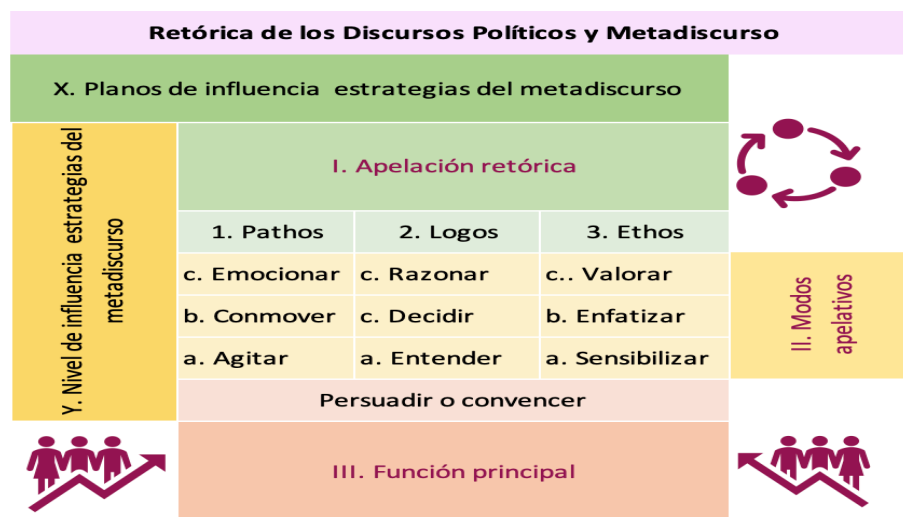 Retórica de los Discursos Políticos y Metadiscurso
X. Planos de influencia estrategias del metadiscurso
Y. Nivel de influencia estrategias del
metadiscurso
I. Apelación retórica
1. Pathos
2. Logos
3. Ethos
c. Emocionar
c. Razonar
c.. Valorar
b. Conmover
c. Decidir
b. Enfatizar
a. Agitar
a. Entender
a. Sensibilizar
II. Modos
apelativos
Persuadir o convencer
III. Función principal